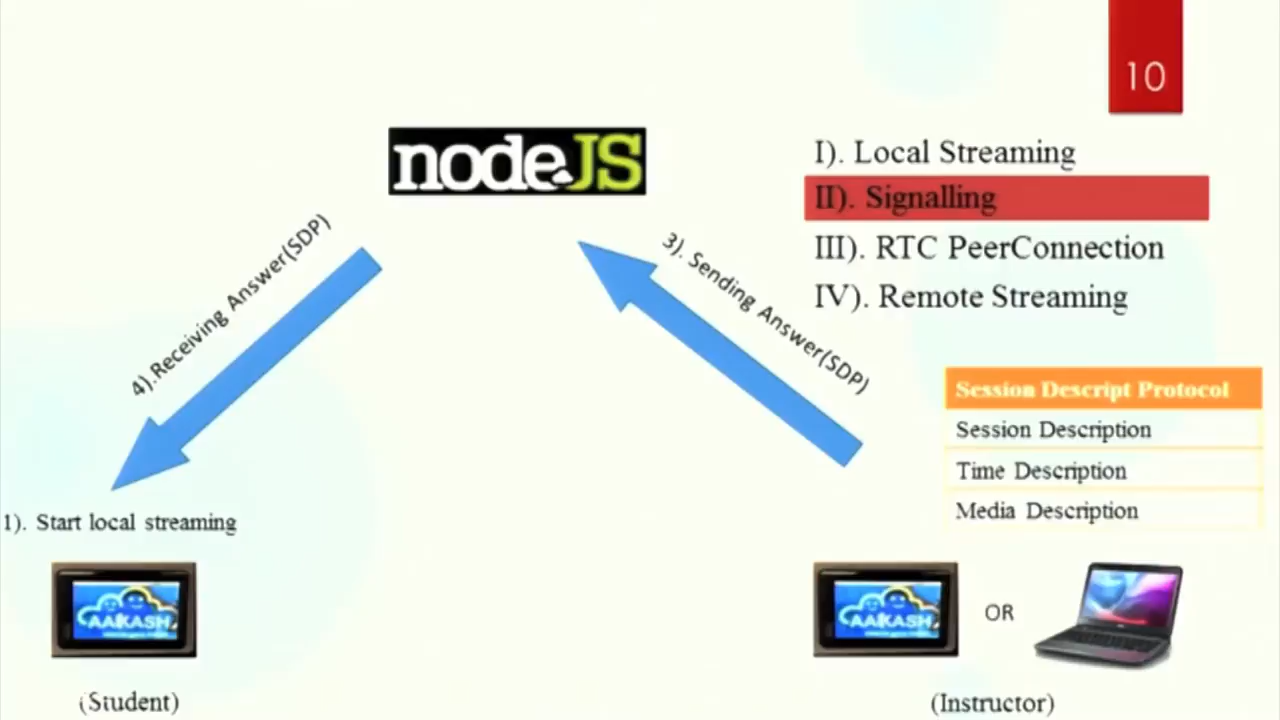 10
nodeJS
I). Local Streaming
II). Signalling
III). RTC PeerConnection
IV). Remote Streaming
4).Receiving Answer(SDP)
3). Sending Answer(SDP)
Session Descript Protocol
Session Description
Time Description
Media Description
1). Start local streaming
AAKASH
AAKASH
OR
(Student)
(Instructor)